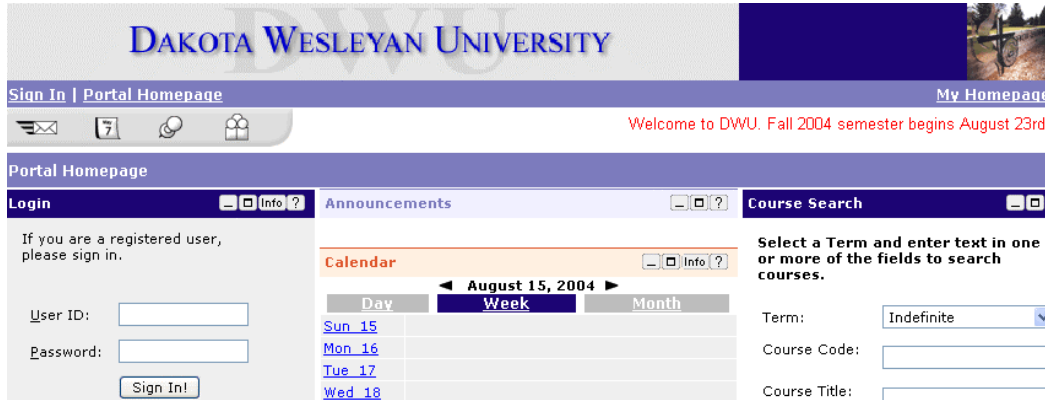 DAKOTA WESLEYAN UNIVERSITY
DWU
Sign In | Portal Homepage
My Homepage
7
Welcome to DWU. Fall 2004 semester begins August 23rd
Portal Homepage
Login
Info ?
If you are a registered user,
please sign in.
User ID:
Password:
Sign In!
Announcements
?
Calendar
Info ?
August 15, 2004
Day Week Month
Sun 15
Mon 16
Tue 17
Wed 18
Course Search
Select a Term and enter text in one
or more of the fields to search
courses.
Term: Indefinite
Course Code:
Course Title: